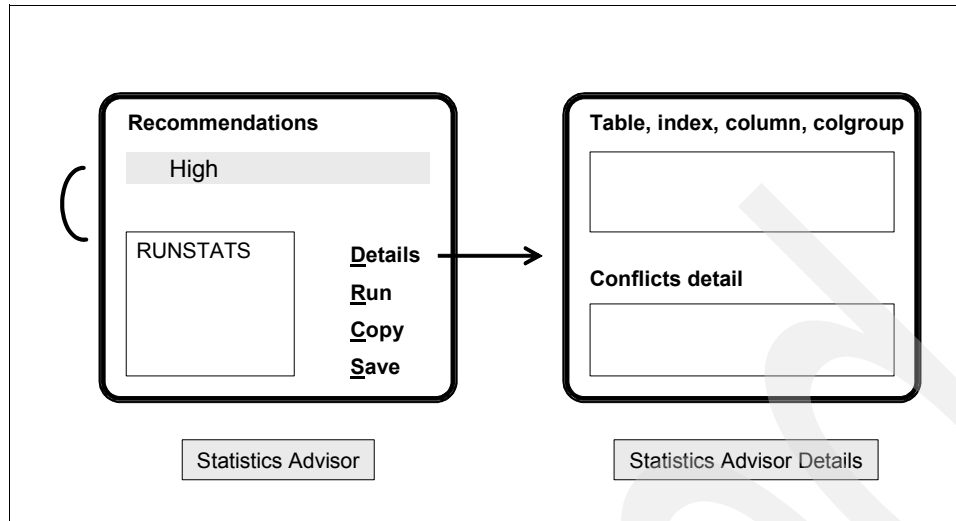 Recommendations
High
RUNSTATS
Details
Run
Copy
Save
Statistics Advisor
Table, index, column, colgroup
Conflicts detail
Statistics Advisor Details